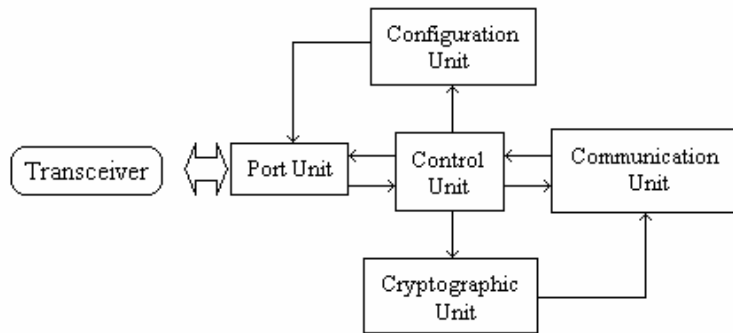 Configuration
Unit
Transceiver
Port Unit
Control
Unit
Communication
Unit
Cryptographic
Unit